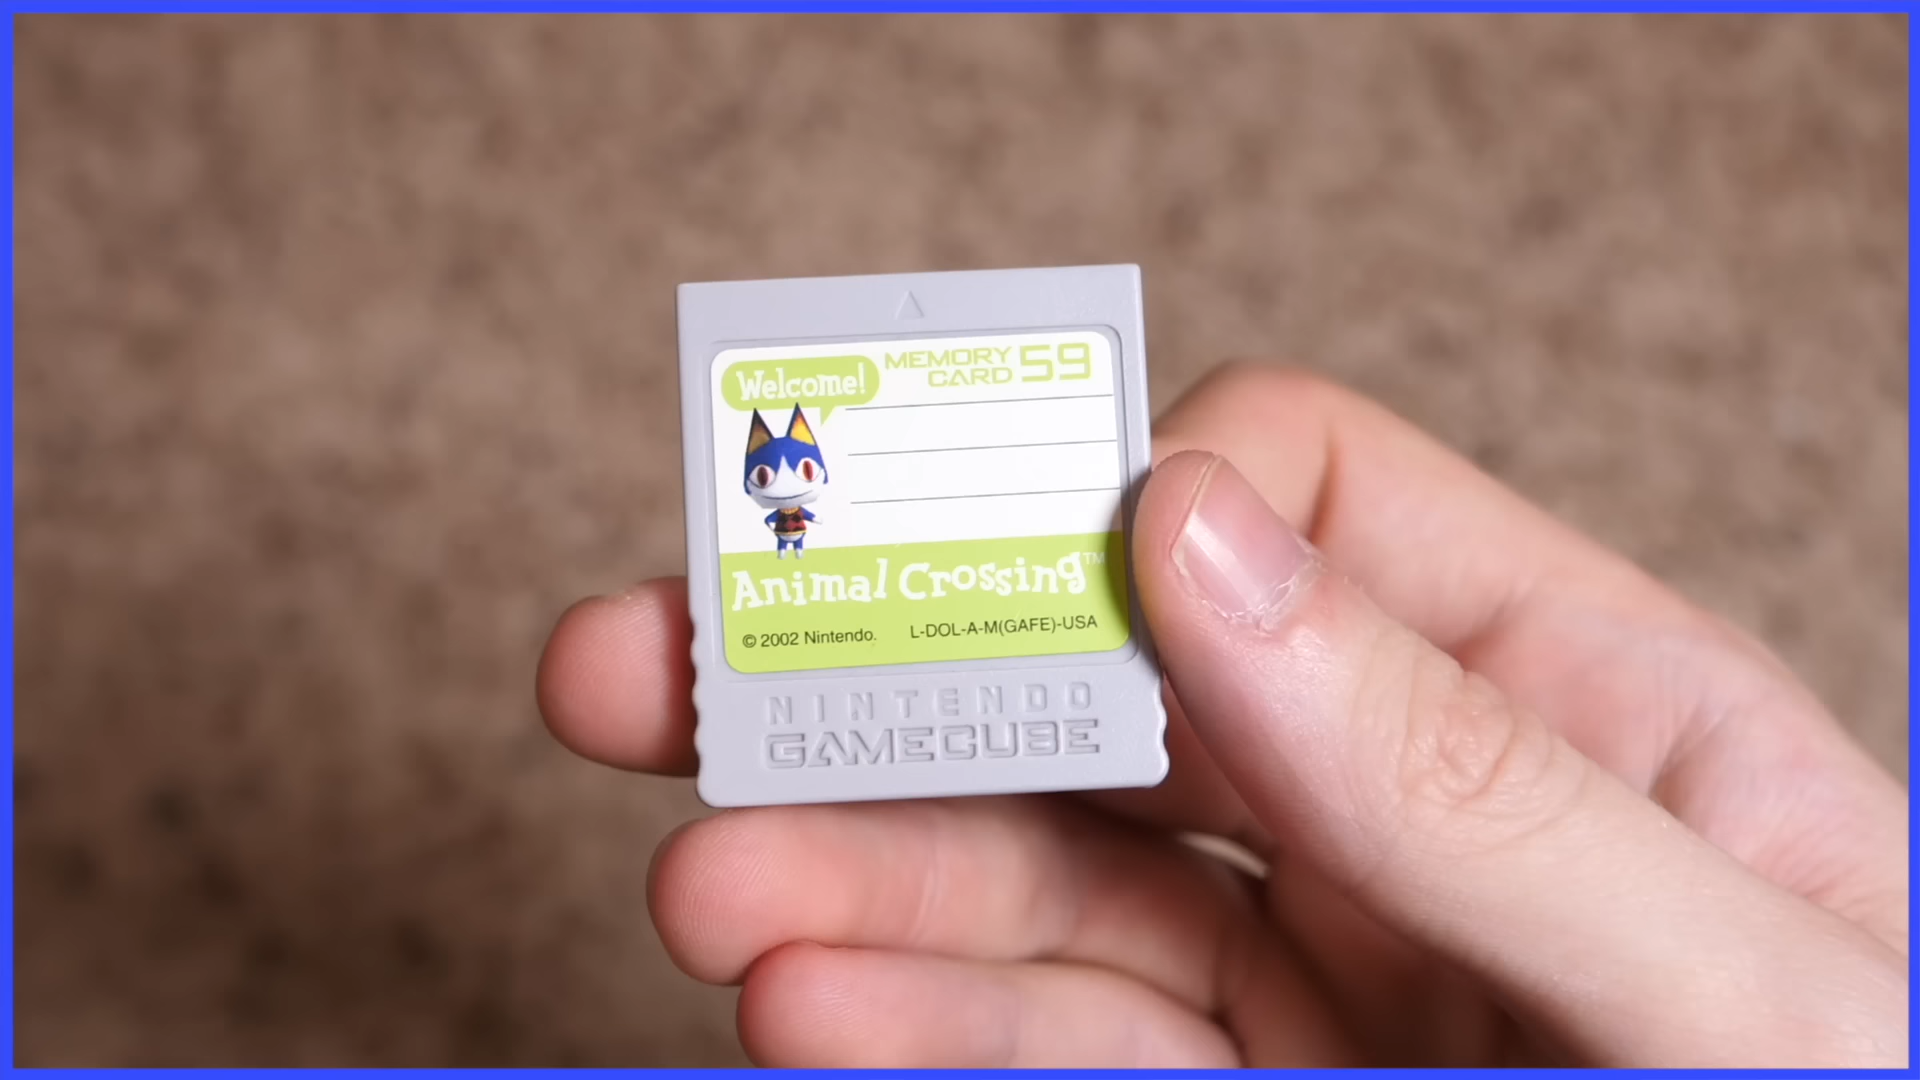 Welcome!
MEMORY
CARD 59
Animal Crossing™
© 2002 Nintendo. L-DOL-A-M(GAFE)-USA
NINTENDO
GAMECUBE